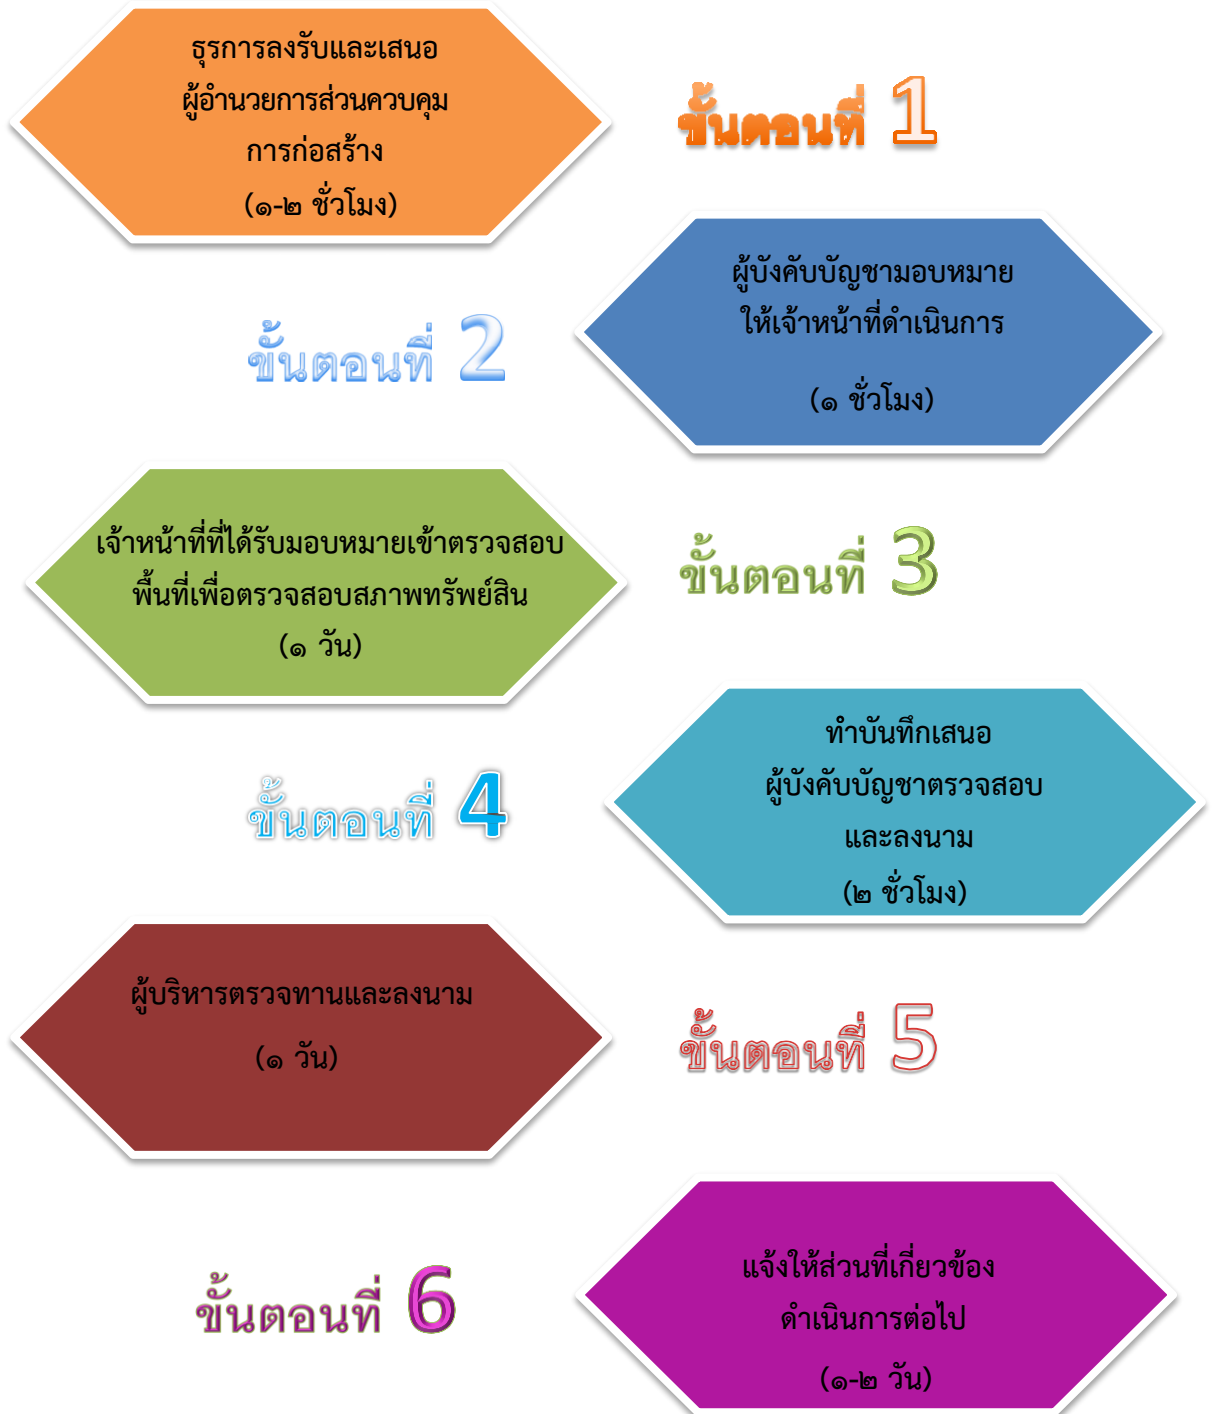 ธุรการลงรับและเสนอ
ผู้อำนวยการส่วนควบคุม
การก่อสร้าง
(๑-๒ ชั่วโมง)
ขั้นตอนที่ 1
ผู้บังคับบัญชามอบหมาย
ให้เจ้าหน้าที่ดำเนินการ
(๑ ชั่วโมง)
ขั้นตอนที่ 2
เจ้าหน้าที่ที่ได้รับมอบหมายเข้าตรวจสอบ
พื้นที่เพื่อตรวจสอบสภาพทรัพย์สิน
(๑ วัน)
ขั้นตอนที่ 3
ทำบันทึกเสนอ
ผู้บังคับบัญชาตรวจสอบ
และลงนาม
(๒ ชั่วโมง)
ขั้นตอนที่ 4
ผู้บริหารตรวจทานและลงนาม
(๑ วัน)
ขั้นตอนที่ 5
แจ้งให้ส่วนที่เกี่ยวข้อง
ดำเนินการต่อไป
(๑-๒ วัน)
ขั้นตอนที่ 6